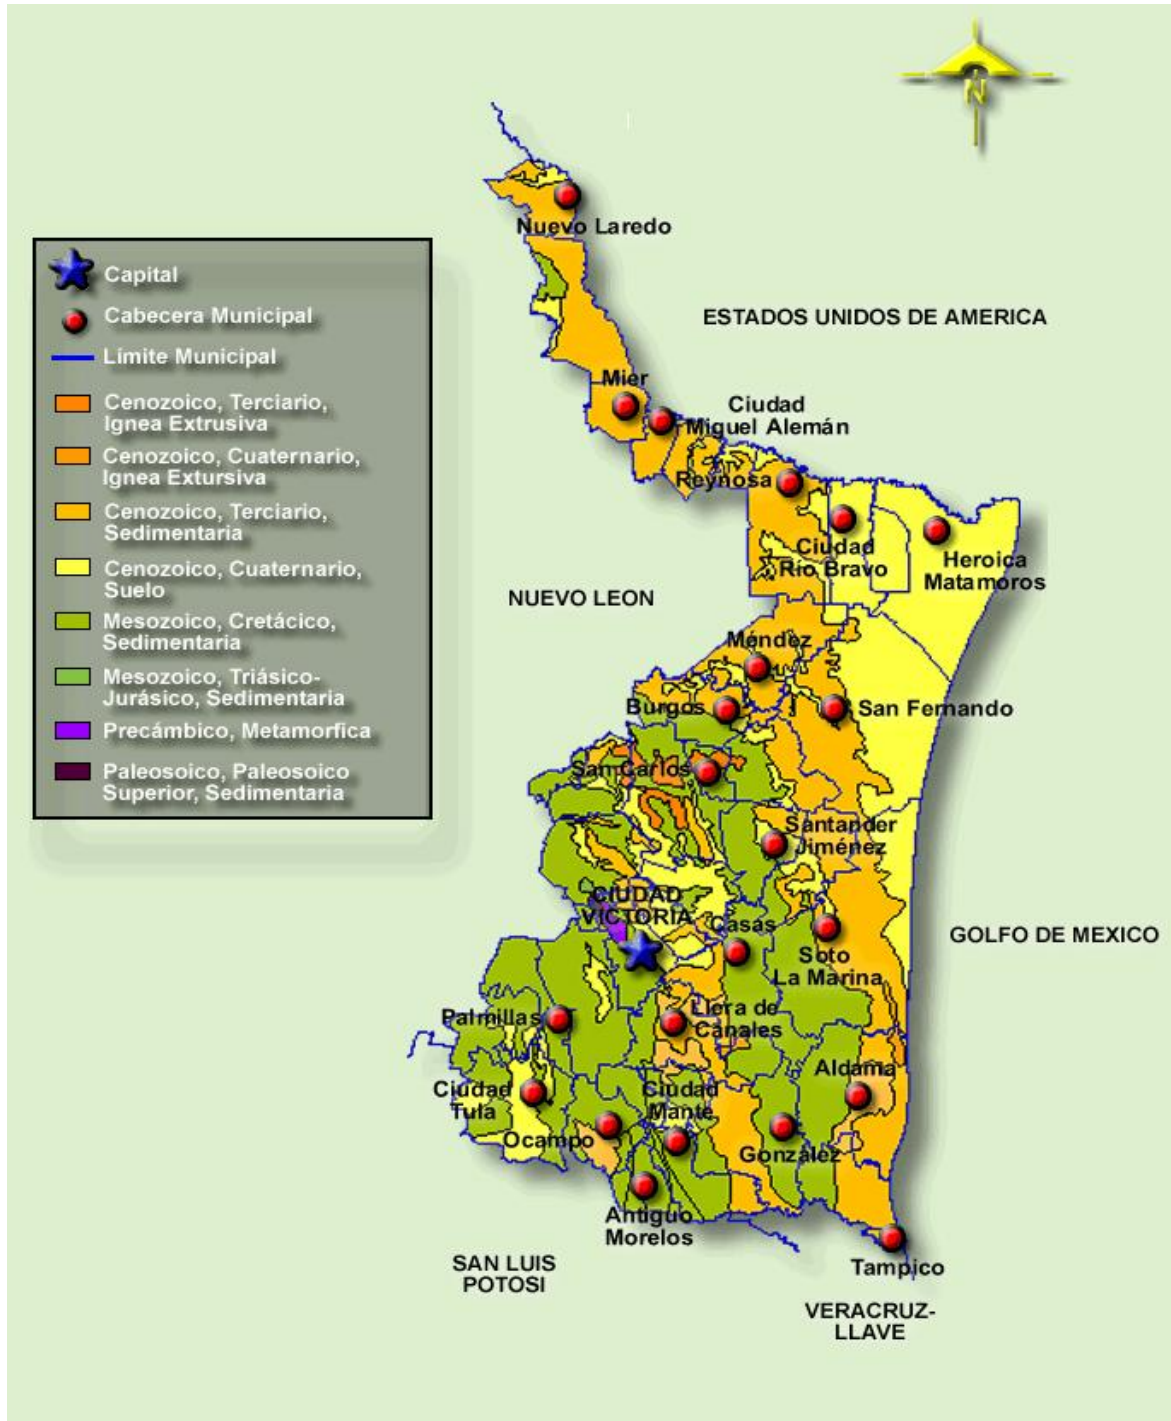 N
Nuevo Laredo
ESTADOS UNIDOS DE AMERICA
Capital
Cabecera Municipal
Límite Municipal
Cenozoico, Terciario,
Ignea Extrusiva
Cenozoico, Cuaternario,
Ignea Extursiva
Cenozoico, Terciario,
Sedimentaria
Cenozoico, Cuaternario,
Suelo
Mesozoico, Cretácico,
Sedimentaria
Mesozoico, Triásico-
Jurásico, Sedimentaria
Precámbico, Metamorfica
Paleosoico, Paleosoico
Superior, Sedimentaria
Mier
Ciudad
Miguel Alemán
Reynosa
Ciudad
Río Bravo
Heroica
Matamoros
NUEVO LEON
Méndez
Burgos
San Fernando
San Carlos
Santander
Jiménez
CIUDAD
VICTORIA
Casas
Soto
La Marina
GOLFO DE MEXICO
Palmillas
Llera de
Canales
Aldama
Ciudad
Tula
Ciudad
Mante
Ocampo
González
Antiguo
Morelos
SAN LUIS
POTOSI
Tampico
VERACRUZ-
LLAVE